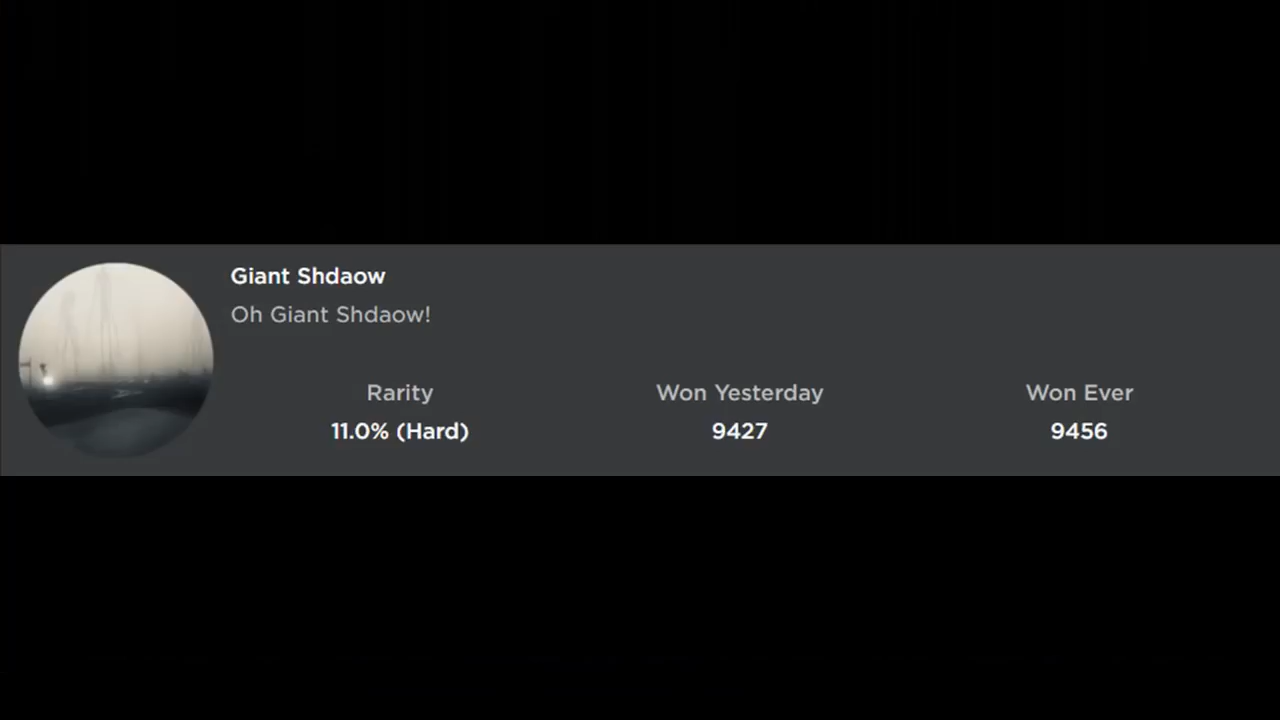 Giant Shdaow
Oh Giant Shdaow!
Rarity Won Yesterday Won Ever
11.0% (Hard) 9427 9456